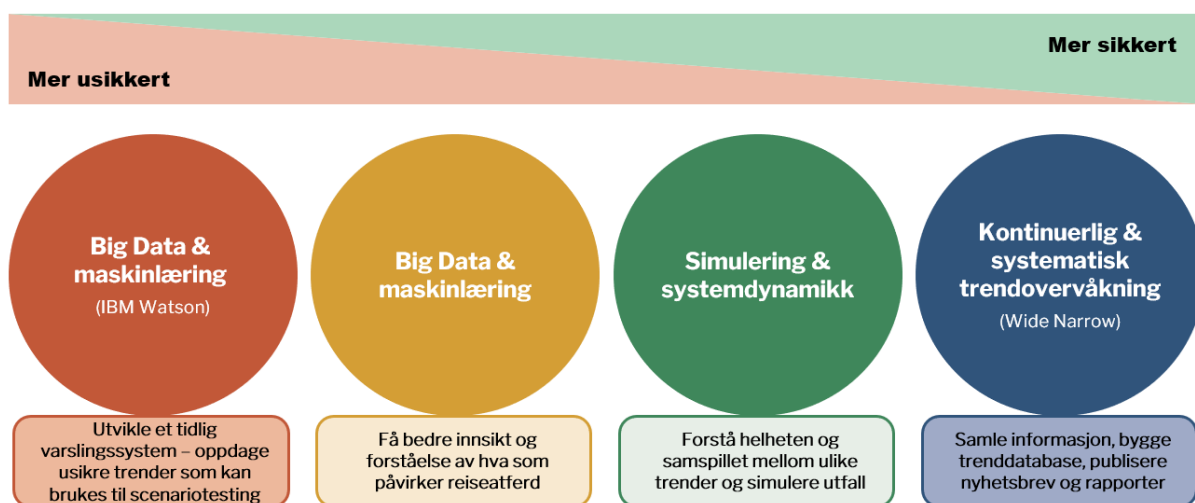 Mer sikkert
Mer usikkert
Big Data &
maskinlæring
(IBM Watson)
Big Data &
maskinlæring
Simulering &
systemdynamikk
Kontinuerlig &
systematisk
trendovervåkning
(Wide Narrow)
Utvikle et tidlig
varslingssystem – oppdage
usikre trender som kan
brukes til scenariotesting
Få bedre innsikt og
forståelse av hva som
påvirker reiseatferd
Forstå helheten og
samspillet mellom ulike
trender og simulere utfall
Samle informasjon, bygge
trenddatabase, publisere
nyhetsbrev og rapporter